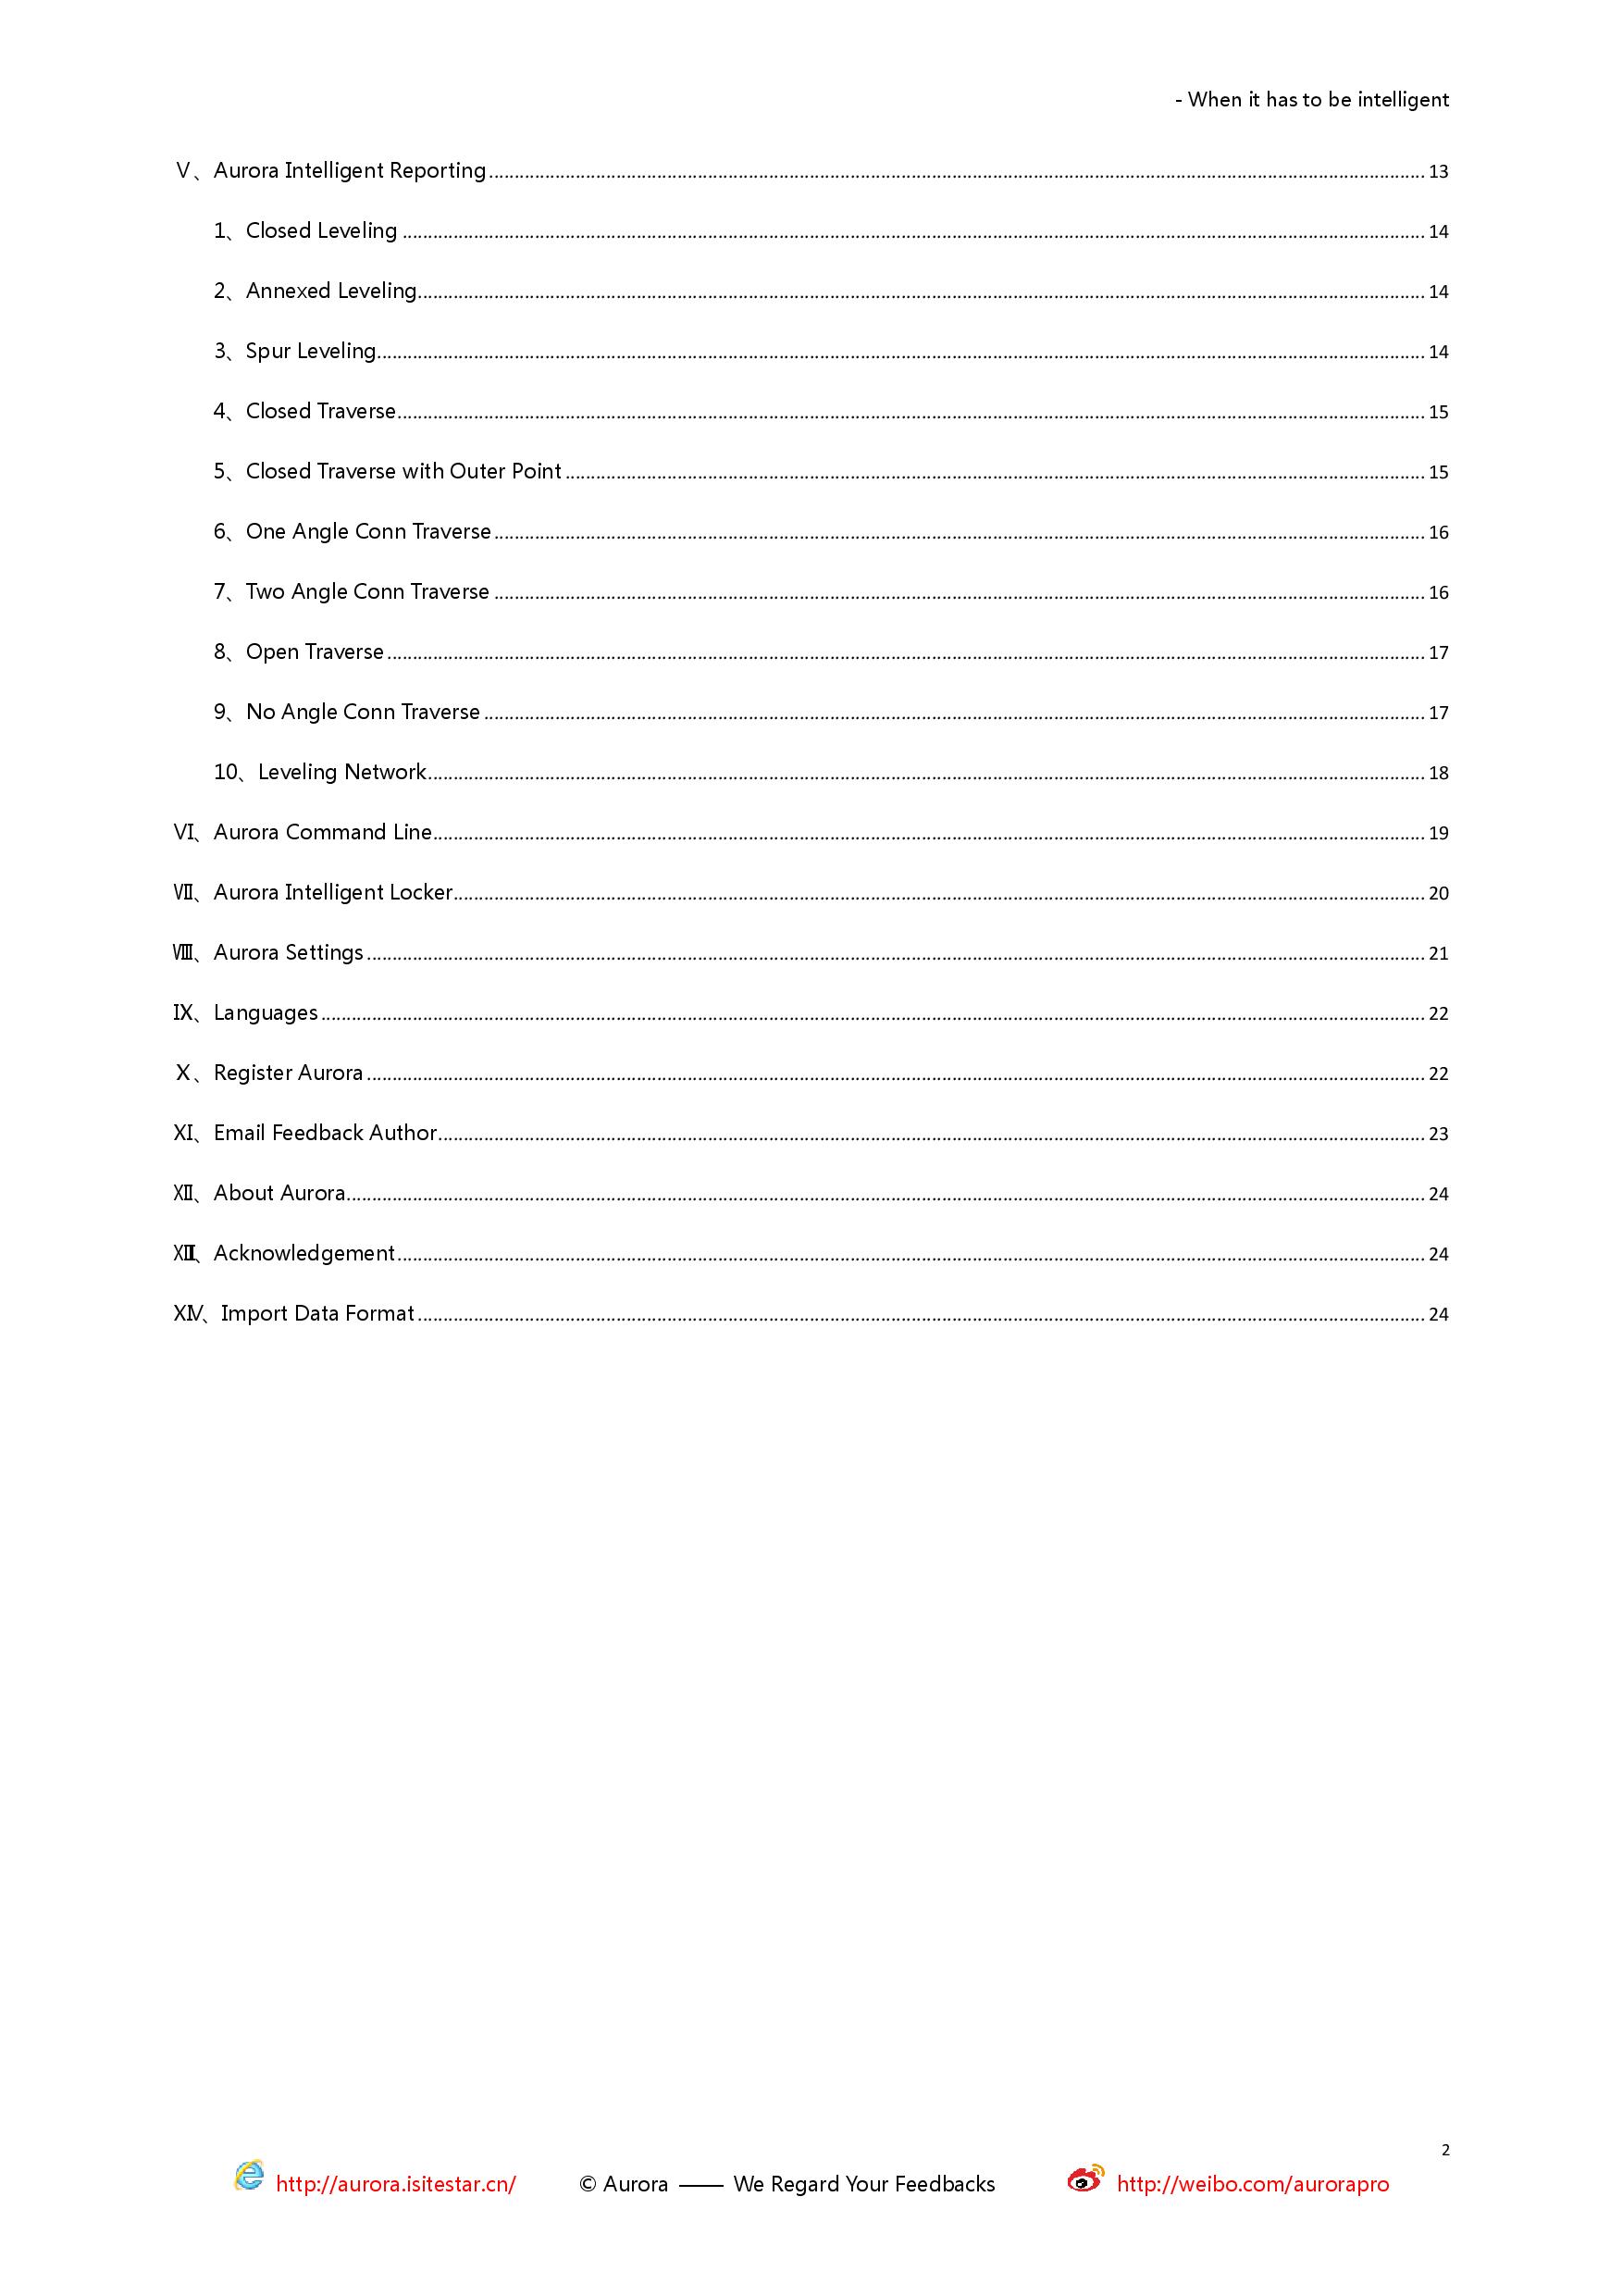 - When it has to be intelligent
Ⅴ、Aurora Intelligent Reporting 13
1、Closed Leveling 14
2、Annexed Leveling 14
3、Spur Leveling 14
4、Closed Traverse 15
5、Closed Traverse with Outer Point 15
6、One Angle Conn Traverse 16
7、Two Angle Conn Traverse 16
8、Open Traverse 17
9、No Angle Conn Traverse 17
10、Leveling Network 18
Ⅵ、Aurora Command Line 19
Ⅶ、Aurora Intelligent Locker 20
Ⅷ、Aurora Settings 21
Ⅸ、Languages 22
Ⅹ、Register Aurora 22
Ⅺ、Email Feedback Author 23
Ⅻ、About Aurora 24
XIII、Acknowledgement 24
XIV、Import Data Format 24
2
http://aurora.isitestar.cn/ © Aurora —— We Regard Your Feedbacks http://weibo.com/aurorapro